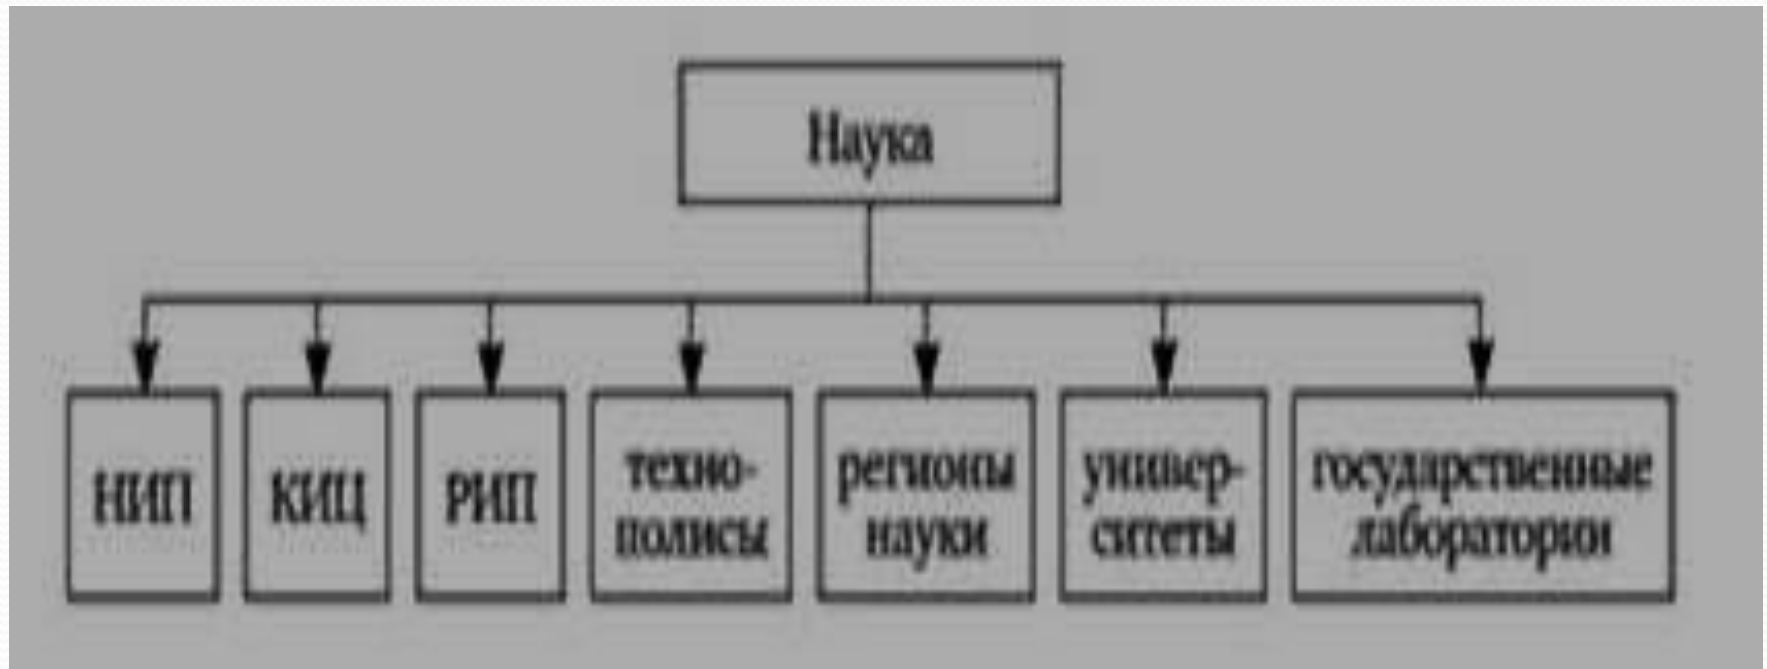 Наука
НИП
КИЦ
РИП
техно-
полисы
регионы
науки
универ-
ситеты
государственные
лаборатории